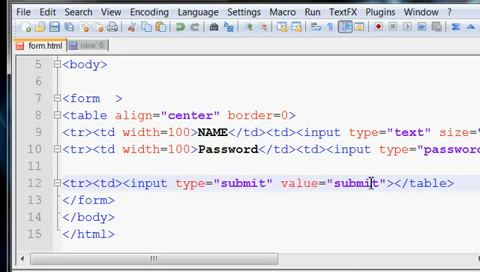 File Edit Search View Encoding Language Settings Macro Run TextFX Plugins Window ?
form.html new 6
5 <body>
6
7 <form >
8 <table align="center" border=0>
9 <tr><td width=100>NAME</td><td><input type="text" size="
10 <tr><td width=100>Password</td><td><input type="passwor
11
12 <tr><td><input type="submit" value="submit"></table>
13 </form>
14 </body>
15 </html>